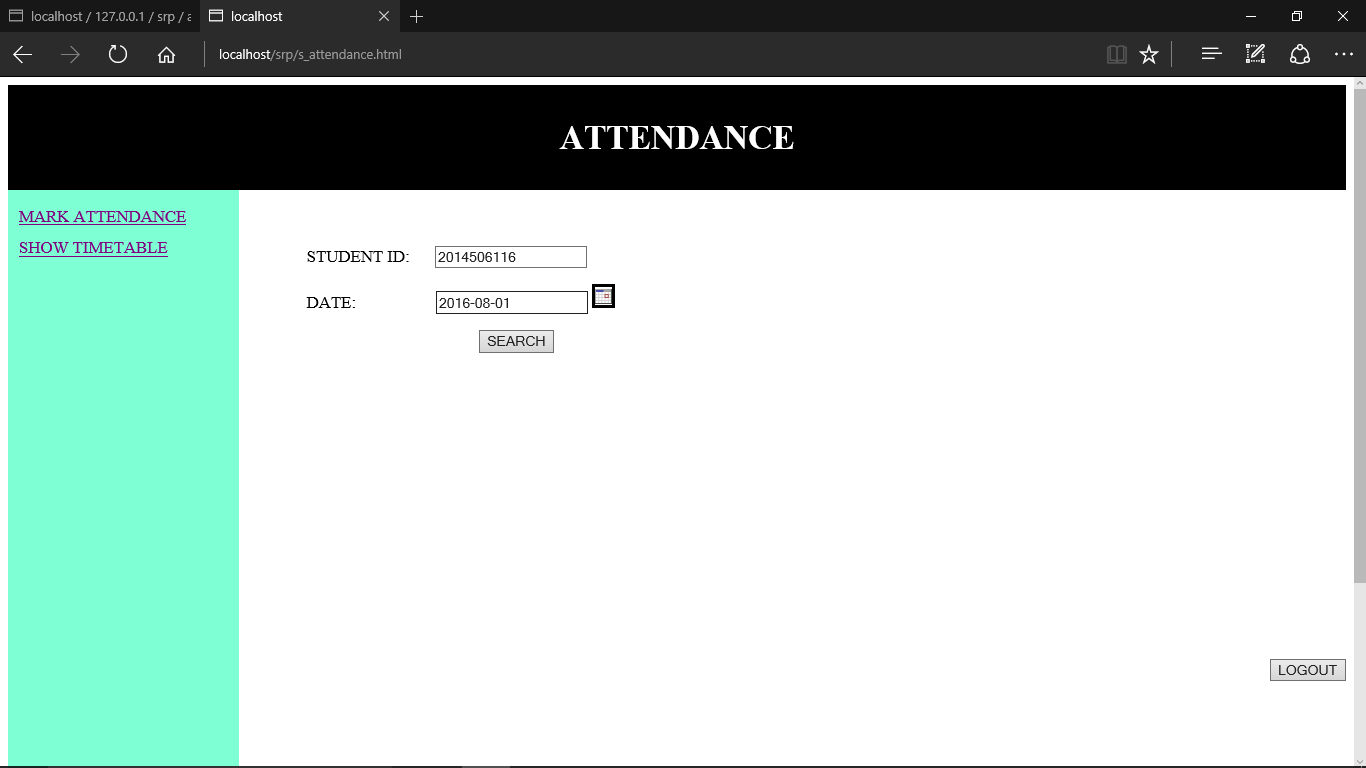 localhost / 127.0.0.1 / srp / a
localhost
localhost/srp/s_attendance.html
ATTENDANCE
MARK ATTENDANCE
SHOW TIMETABLE
STUDENT ID: 2014506116
DATE: 2016-08-01
SEARCH
LOGOUT